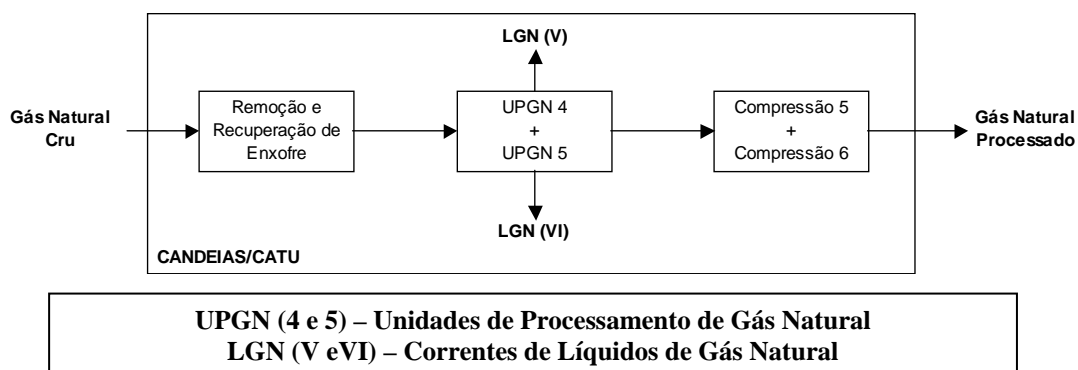 LGN (V)
Gás Natural
Cru
Remoção e
Recuperação de
Enxofre
UPGN 4
+
UPGN 5
Compressão 5
+
Compressão 6
Gás Natural
Processado
LGN (VI)
CANDEIAS/CATU
UPGN (4 e 5) – Unidades de Processamento de Gás Natural
LGN (V eVI) – Correntes de Líquidos de Gás Natural